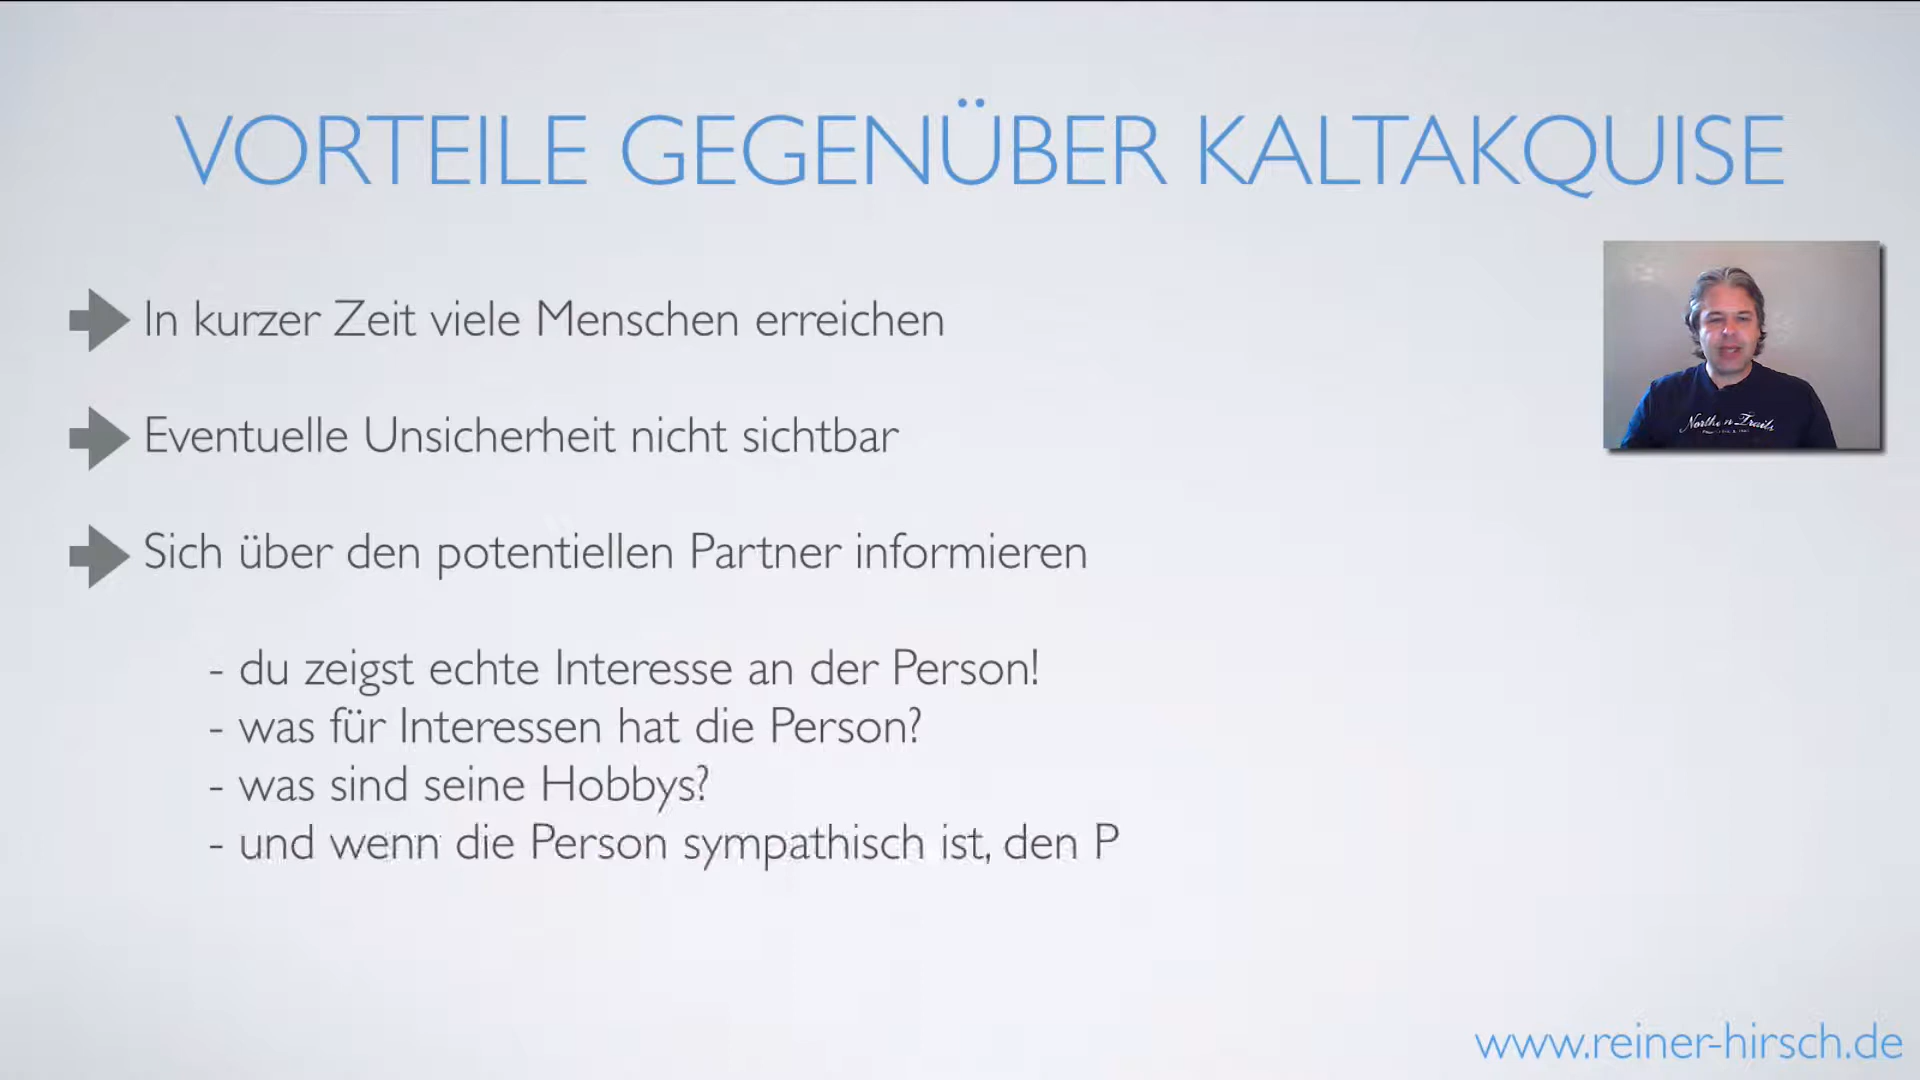 VORTEILE GEGENÜBER KALTAKQUISE
In kurzer Zeit viele Menschen erreichen
Eventuelle Unsicherheit nicht sichtbar
Sich über den potentiellen Partner informieren
- du zeigst echte Interesse an der Person!
- was für Interessen hat die Person?
- was sind seine Hobbys?
- und wenn die Person sympathisch ist, den P
www.reiner-hirsch.de